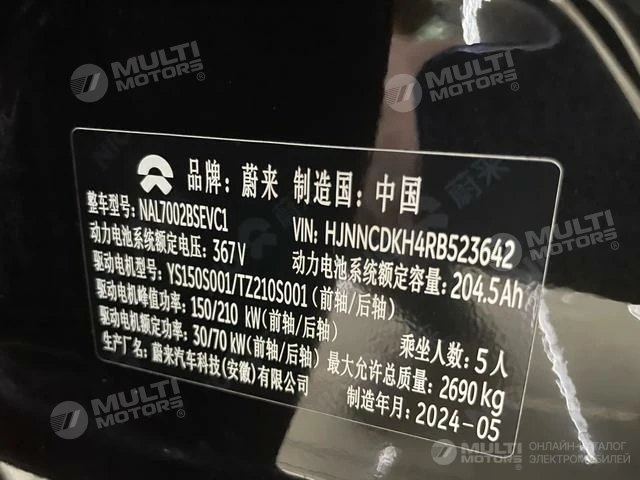 MULTI MOTORS®
MULTI MOTORS®
品牌: 蔚来 制造国: 中国
整车型号: NAL7002BSEVC1
VIN: HJNNCDKH4RB523642
动力电池系统额定电压: 367V
动力电池系统额定容量: 204.5Ah
驱动电机型号: YS150S001/TZ210S001(前轴/后轴)
驱动电机峰值功率: 150/210 kW(前轴/后轴)
驱动电机额定功率: 30/70 kW(前轴/后轴)
乘坐人数: 5人
生产厂名: 蔚来汽车科技(安徽)有限公司
最大允许总质量: 2690kg
制造年月: 2024-05
MULTI MOTORS®
MULTI MOTORS®
MULTI MOTORS®
ОНЛАЙН-КАТАЛОГ
ЭЛЕКТРОМОБИЛЕЙ